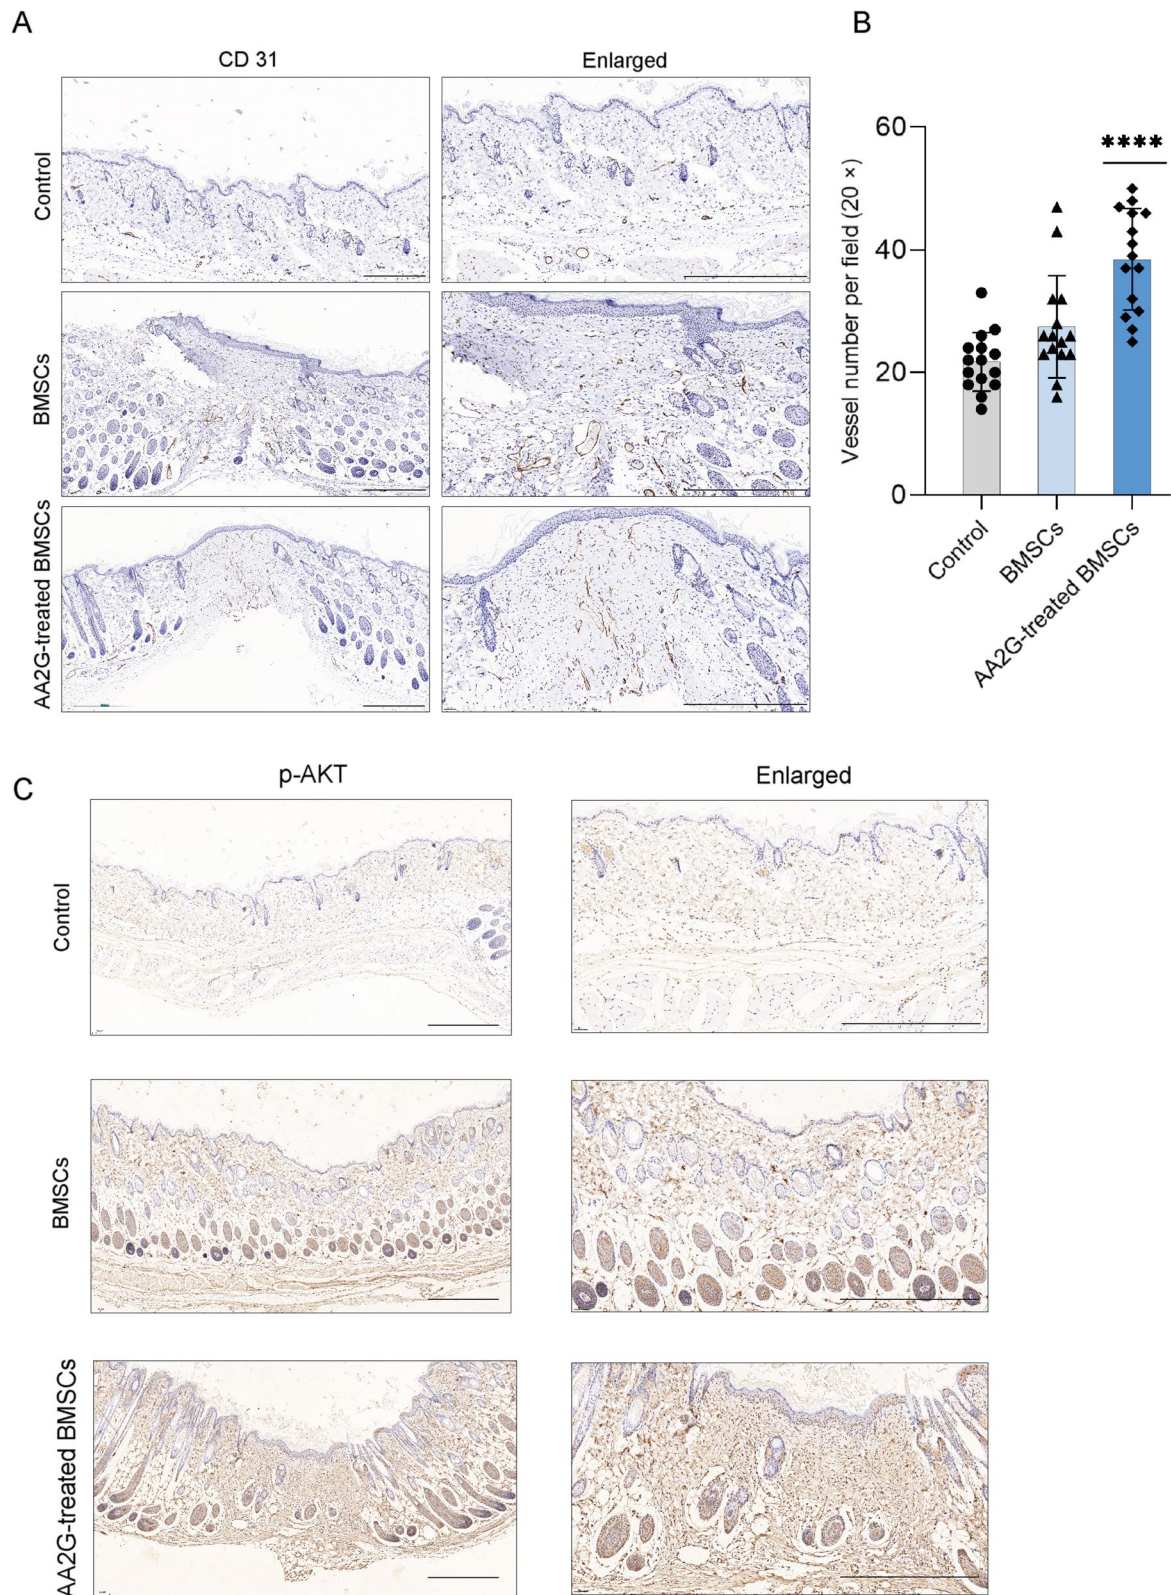 A
CD 31
Enlarged
Control
BMSCs
AA2G-treated BMSCs
B
Vessel number per field (20 ×)
60
40
20
0
****
Control
BMSCs
AA2G-treated BMSCs
C
p-AKT
Enlarged
Control
BMSCs
AA2G-treated BMSCs